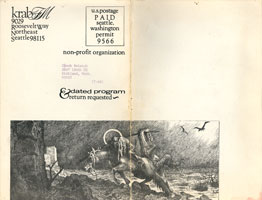 krab FM
9029
roosevelt way
Northeast
Seattle 98115
u.s. postage
PAID
seattle,
washington
permit
9566
non-profit organization
& dated program
return requested